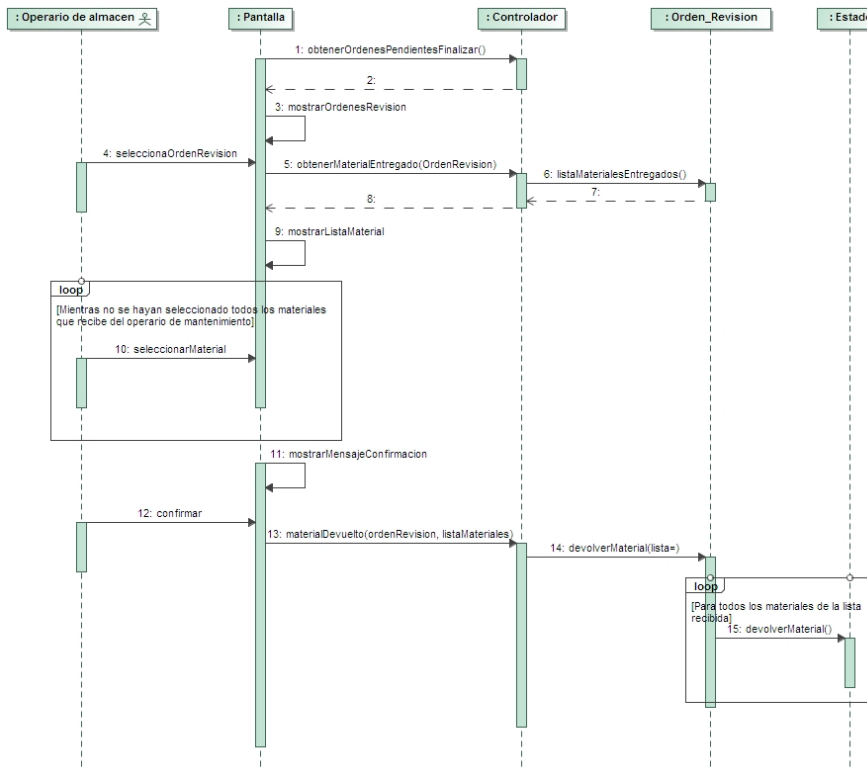 : Operario de almacen
: Pantalla
: Controlador
: Orden_Revision
: Estado
1: obtenerOrdenesPendientesFinalizar()
2:
3: mostrarOrdenesRevision
4: seleccionaOrdenRevision
5: obtenerMaterialEntregado(OrdenRevision)
6: listaMaterialesEntregados()
7:
8:
9: mostrarListaMaterial
loop
[Mientras no se hayan seleccionado todos los materiales
que recibe del operario de mantenimiento]
10: seleccionarMaterial
11: mostrarMensajeConfirmacion
12: confirmar
13: materialDevuelto(ordenRevision, listaMateriales)
14: devolverMaterial(lista=)
loop
[Para todos los materiales de la lista
recibida]
15: devolverMaterial()